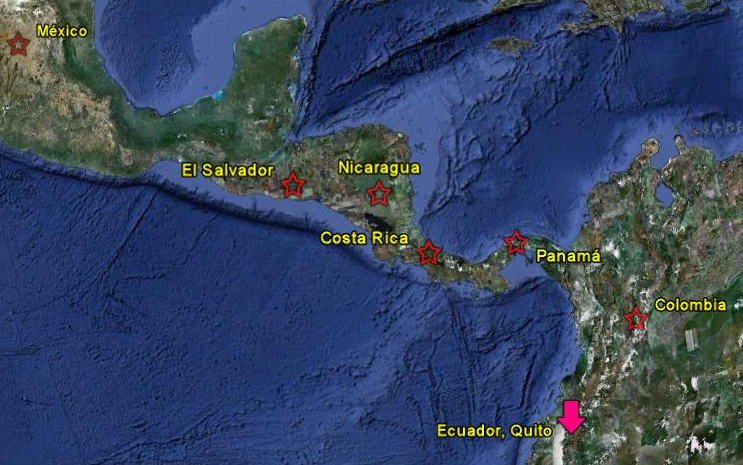 México
El Salvador
Nicaragua
Costa Rica
Panamá
Colombia
Ecuador, Quito